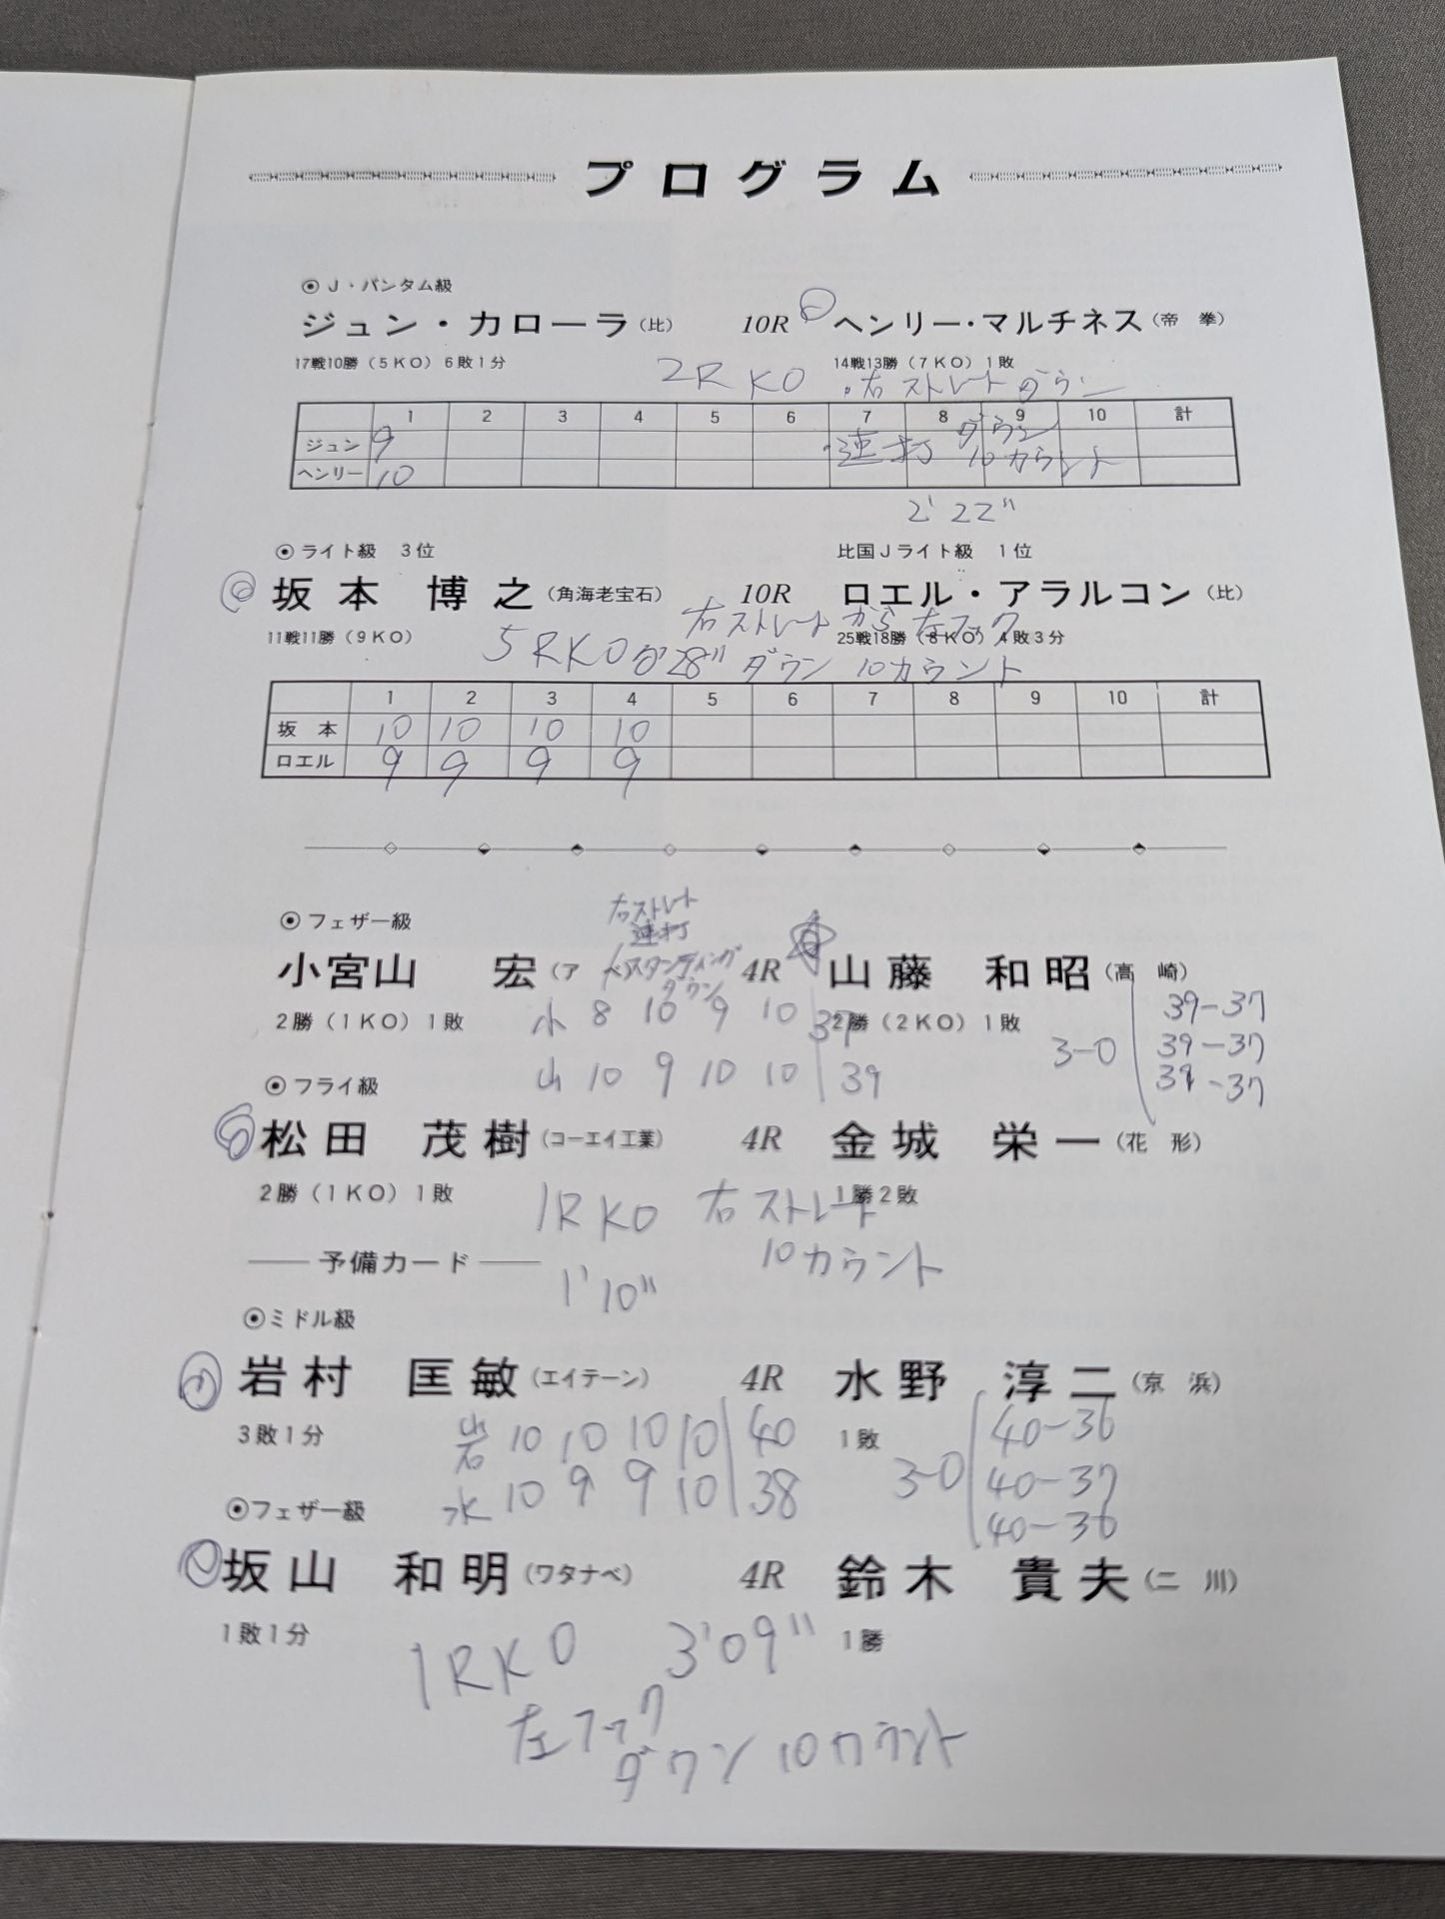 プログラム
J・バンタム級
ジュン・カローラ（比） 10R ヘンリー・マルチネス（帝拳）
17戦10勝（5KO）6敗1分 14戦13勝（7KO）1敗
2R KO ・右ストレートダウン
1 2 3 4 5 6 7 8 9 10 計
ジュン 9
ヘンリー 10
・連打 ダウン
10カウント
2'22"
ライト級 3位 比国Jライト級 1位
坂本 博之（角海老宝石） 10R ロエル・アラルコン（比）
11戦11勝（9KO） 25戦18勝（8KO）4敗3分
右ストレートから左フック
5RKO 28" ダウン 10カウント
1 2 3 4 5 6 7 8 9 10 計
坂本 10 10 10 10
ロエル 9 9 9 9
フェザー級
右ストレート
連打
スタンディング
ダウン
小宮山 宏（ア 4R 山藤 和昭（高崎）
2勝（1KO）1敗 2勝（2KO）1敗
小 8 10 9 10 37
山 10 9 10 10 39
3-0
39-37
39-37
39-37
フライ級
松田 茂樹（コーエイ工業） 4R 金城 栄一（花形）
2勝（1KO）1敗 1勝2敗
1RKO 右ストレート
10カウント
1'10"
予備カード
ミドル級
岩村 匡敏（エイテーン） 4R 水野 淳二（京浜）
3敗1分 1敗
岩 10 10 10 10 40
水 10 9 9 10 38
3-0
40-36
40-37
40-36
フェザー級
坂山 和明（ワタナベ） 4R 鈴木 貴夫（二川）
1敗1分 1勝
1RKO 3'09"
左フック
ダウン 10カウント